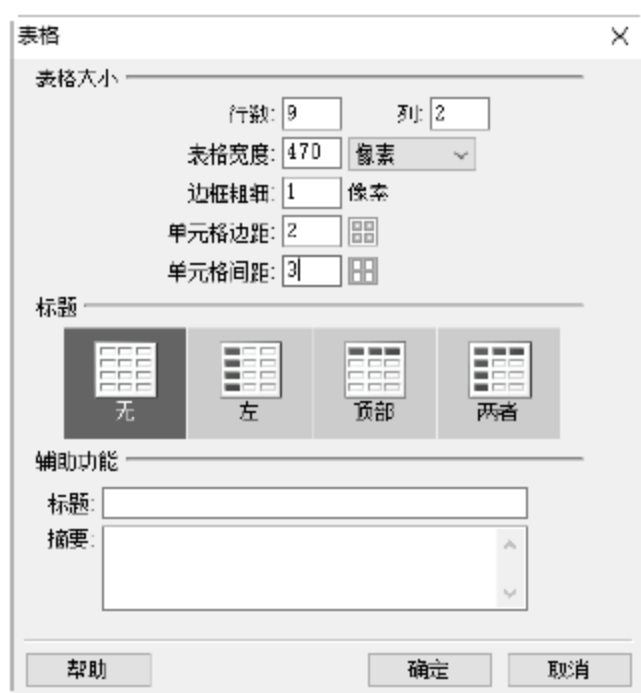 表格
表格大小
行数: 9 列: 2
表格宽度: 470 像素
边框粗细: 1 像素
单元格边距: 2
单元格间距: 3
标题
无 左 顶部 两者
辅助功能
标题:
摘要:
帮助 确定 取消